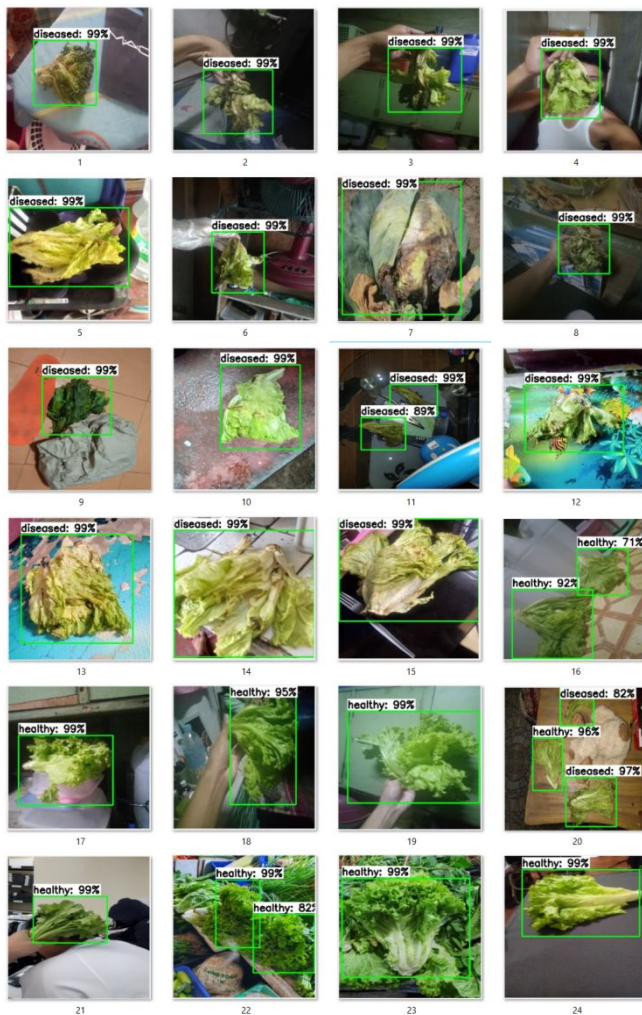 diseased: 99%
diseased: 99%
diseased: 99%
diseased: 99%
1
2
3
4
diseased: 99%
diseased: 99%
diseased: 99%
diseased: 99%
5
6
7
8
diseased: 99%
diseased: 99%
diseased: 99%
diseased: 89%
diseased: 99%
9
10
11
12
diseased: 99%
diseased: 99%
diseased: 99%
healthy: 71%
healthy: 92%
13
14
15
16
healthy: 99%
healthy: 95%
healthy: 99%
diseased: 82%
healthy: 96%
diseased: 97%
17
18
19
20
healthy: 99%
healthy: 99%
healthy: 82%
healthy: 99%
healthy: 99%
21
22
23
24